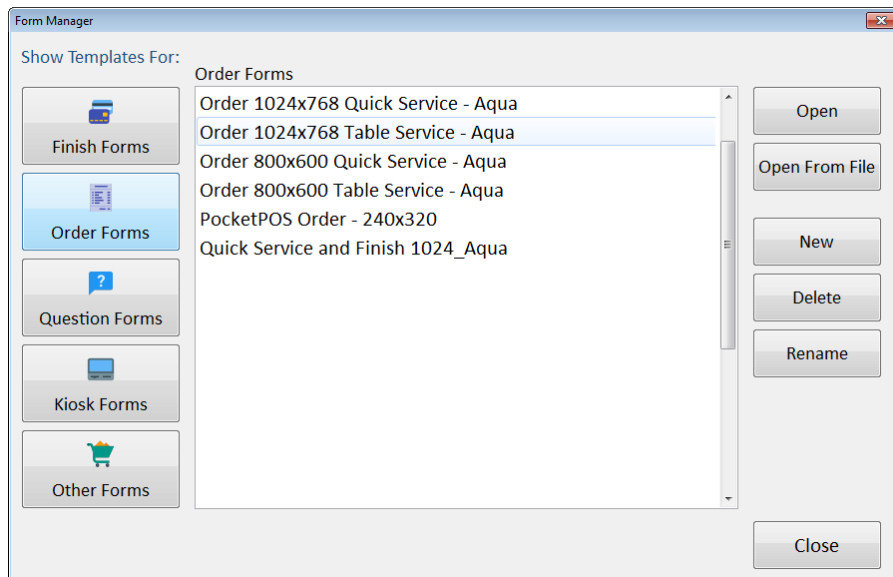 Form Manager
Show Templates For:
Finish Forms
Order Forms
Question Forms
Kiosk Forms
Other Forms
Order Forms
Order 1024x768 Quick Service - Aqua
Order 1024x768 Table Service - Aqua
Order 800x600 Quick Service - Aqua
Order 800x600 Table Service - Aqua
PocketPOS Order - 240x320
Quick Service and Finish 1024_Aqua
Open
Open From File
New
Delete
Rename
Close